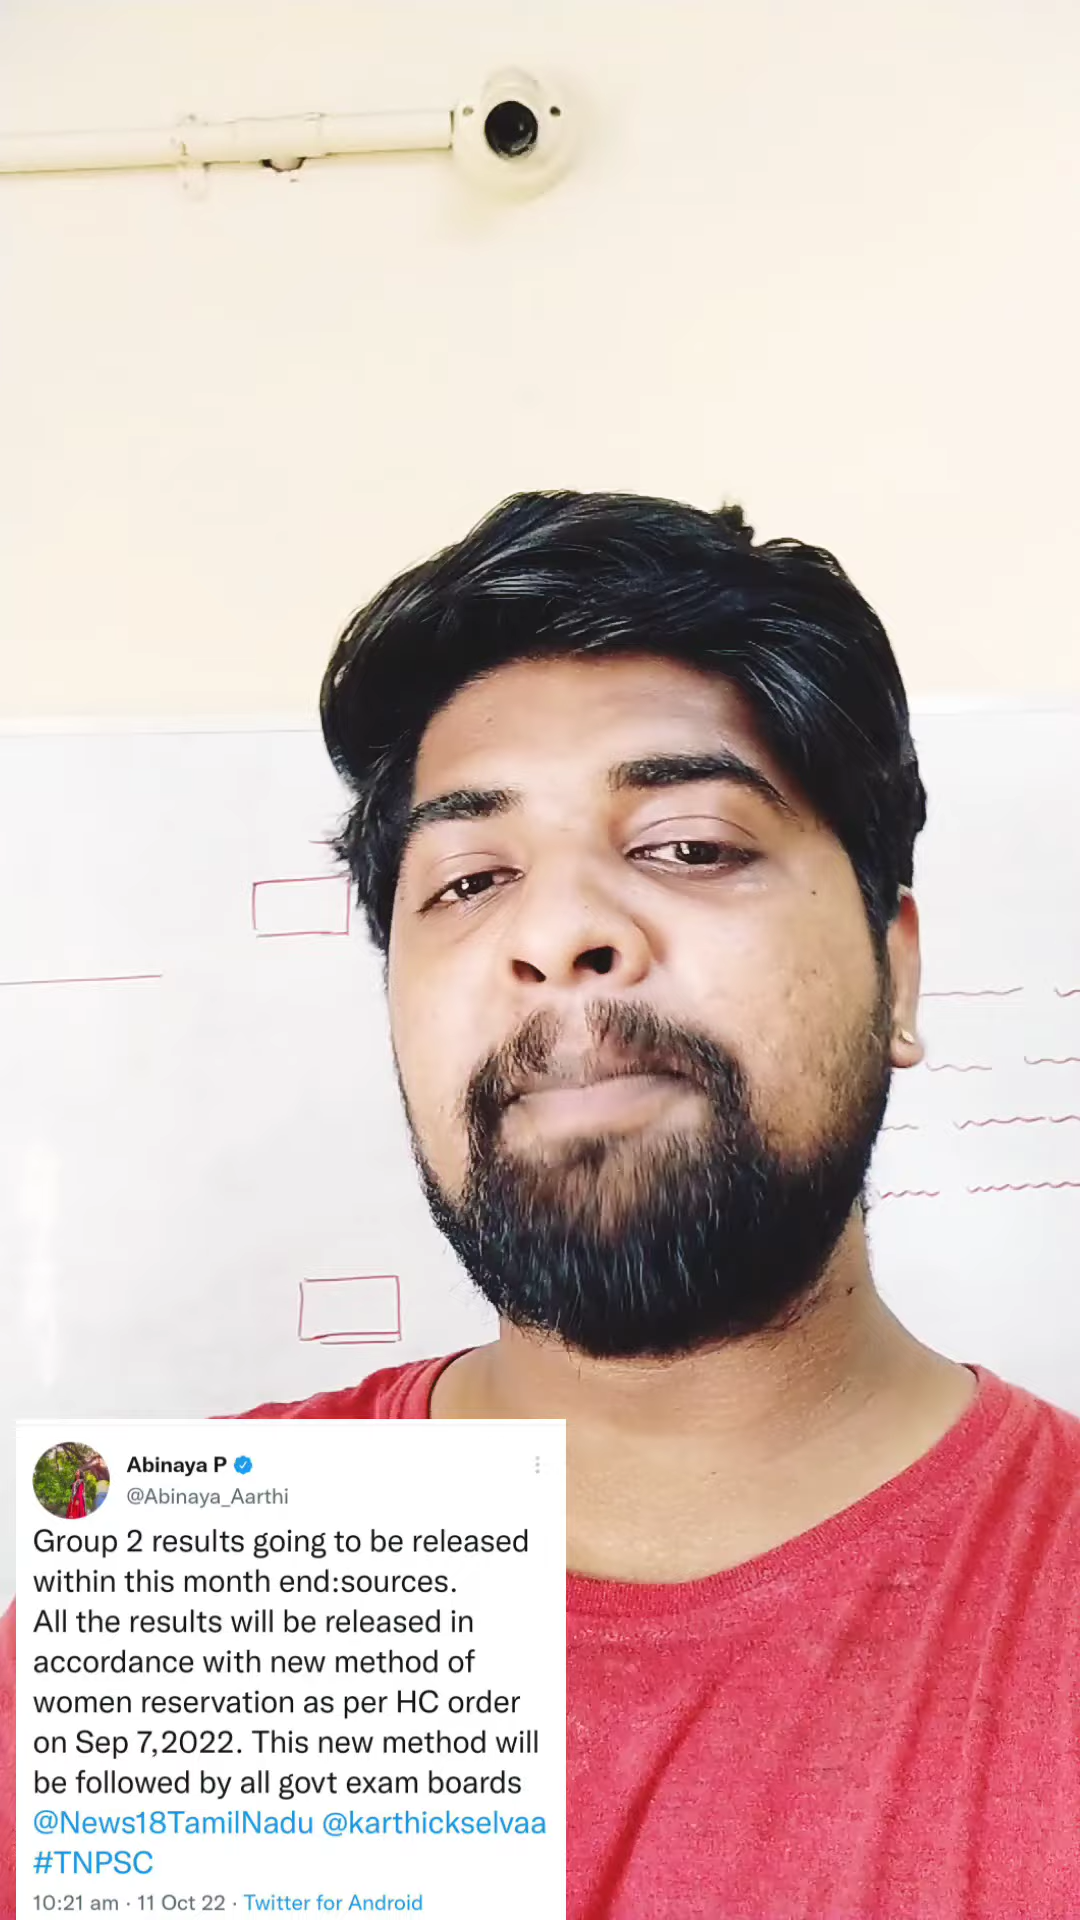 Abinaya P
@Abinaya_Aarthi
Group 2 results going to be released
within this month end:sources.
All the results will be released in
accordance with new method of
women reservation as per HC order
on Sep 7,2022. This new method will
be followed by all govt exam boards
@News18TamilNadu @karthickselvaa
#TNPSC
10:21 am · 11 Oct 22 · Twitter for Android